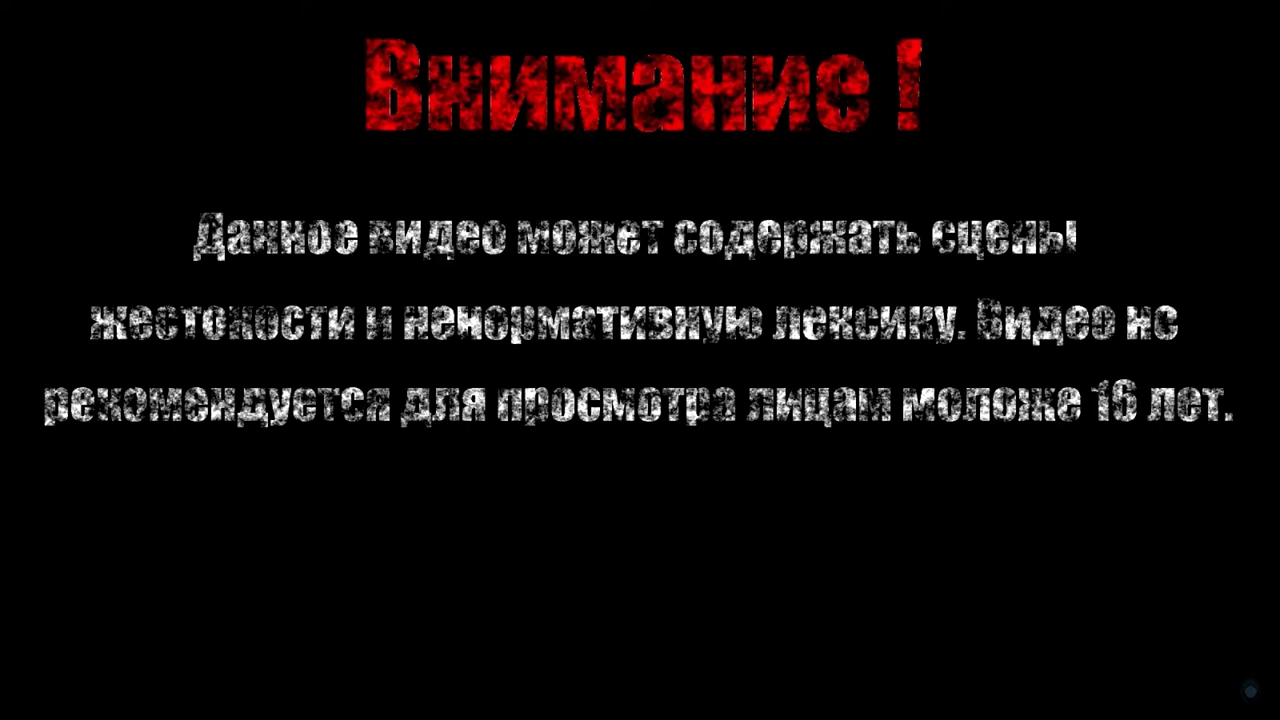 Внимание !
Данное видео может содержать сцены
жестокости и ненормативную лексику. Видео не
рекомендуется для просмотра лицам моложе 16 лет.